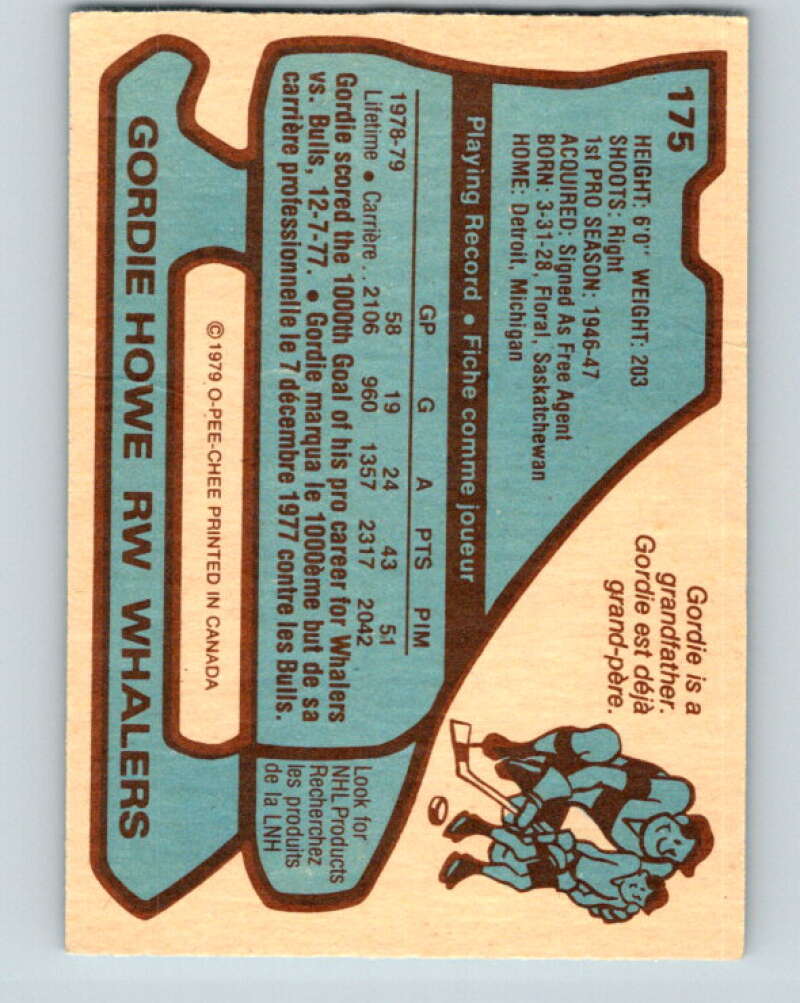 175
HEIGHT: 6'0" WEIGHT: 203
SHOOTS: Right
1st PRO SEASON: 1946-47
ACQUIRED: Signed As Free Agent
BORN: 3-31-28, Floral, Saskatchewan
HOME: Detroit, Michigan
Gordie is a
grandfather.
Gordie est déjà
grand-père.
Playing Record • Fiche comme joueur
GP G A PTS PIM
1978-79 58 19 24 43 51
Lifetime • Carrière .. 2106 960 1357 2317 2042
Gordie scored the 1000th Goal of his pro career for Whalers
vs. Bulls, 12-7-77. • Gordie marqua le 1000ème but de sa
carrière professionnelle le 7 décembre 1977 contre les Bulls.
Look for
NHL Products
Recherchez
les produits
de la LNH
©1979 O-PEE-CHEE PRINTED IN CANADA
GORDIE HOWE RW WHALERS